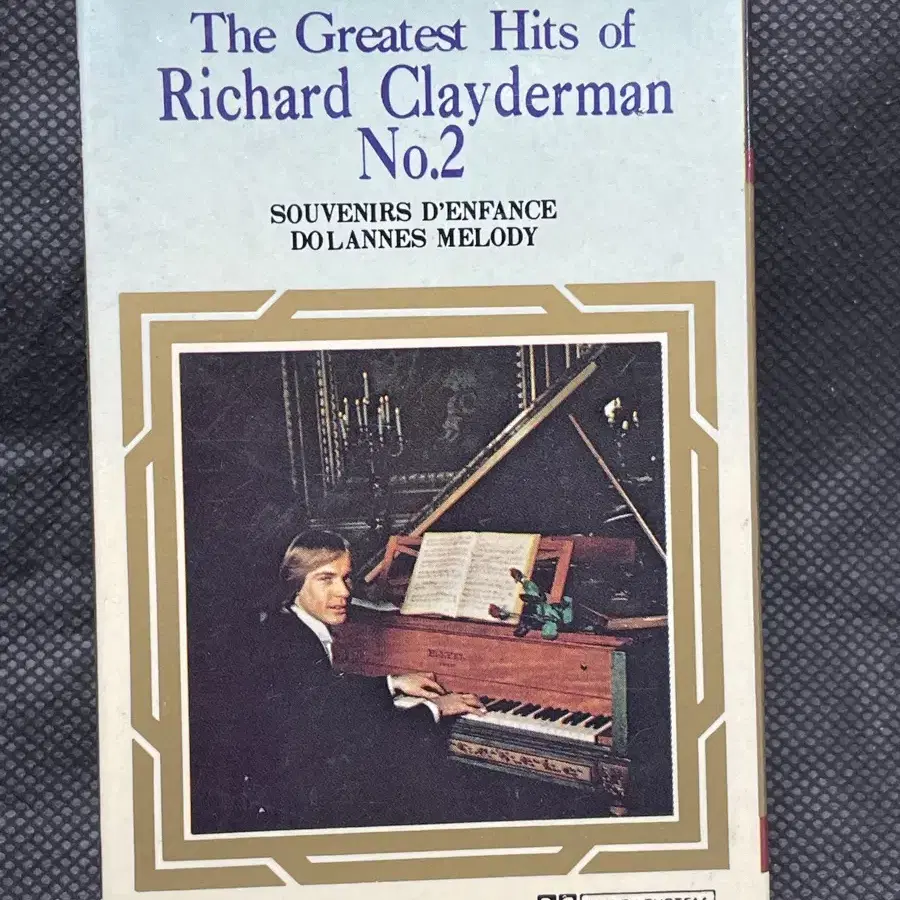 The Greatest Hits of
Richard Clayderman
No.2
SOUVENIRS D'ENFANCE
DOLANNES MELODY